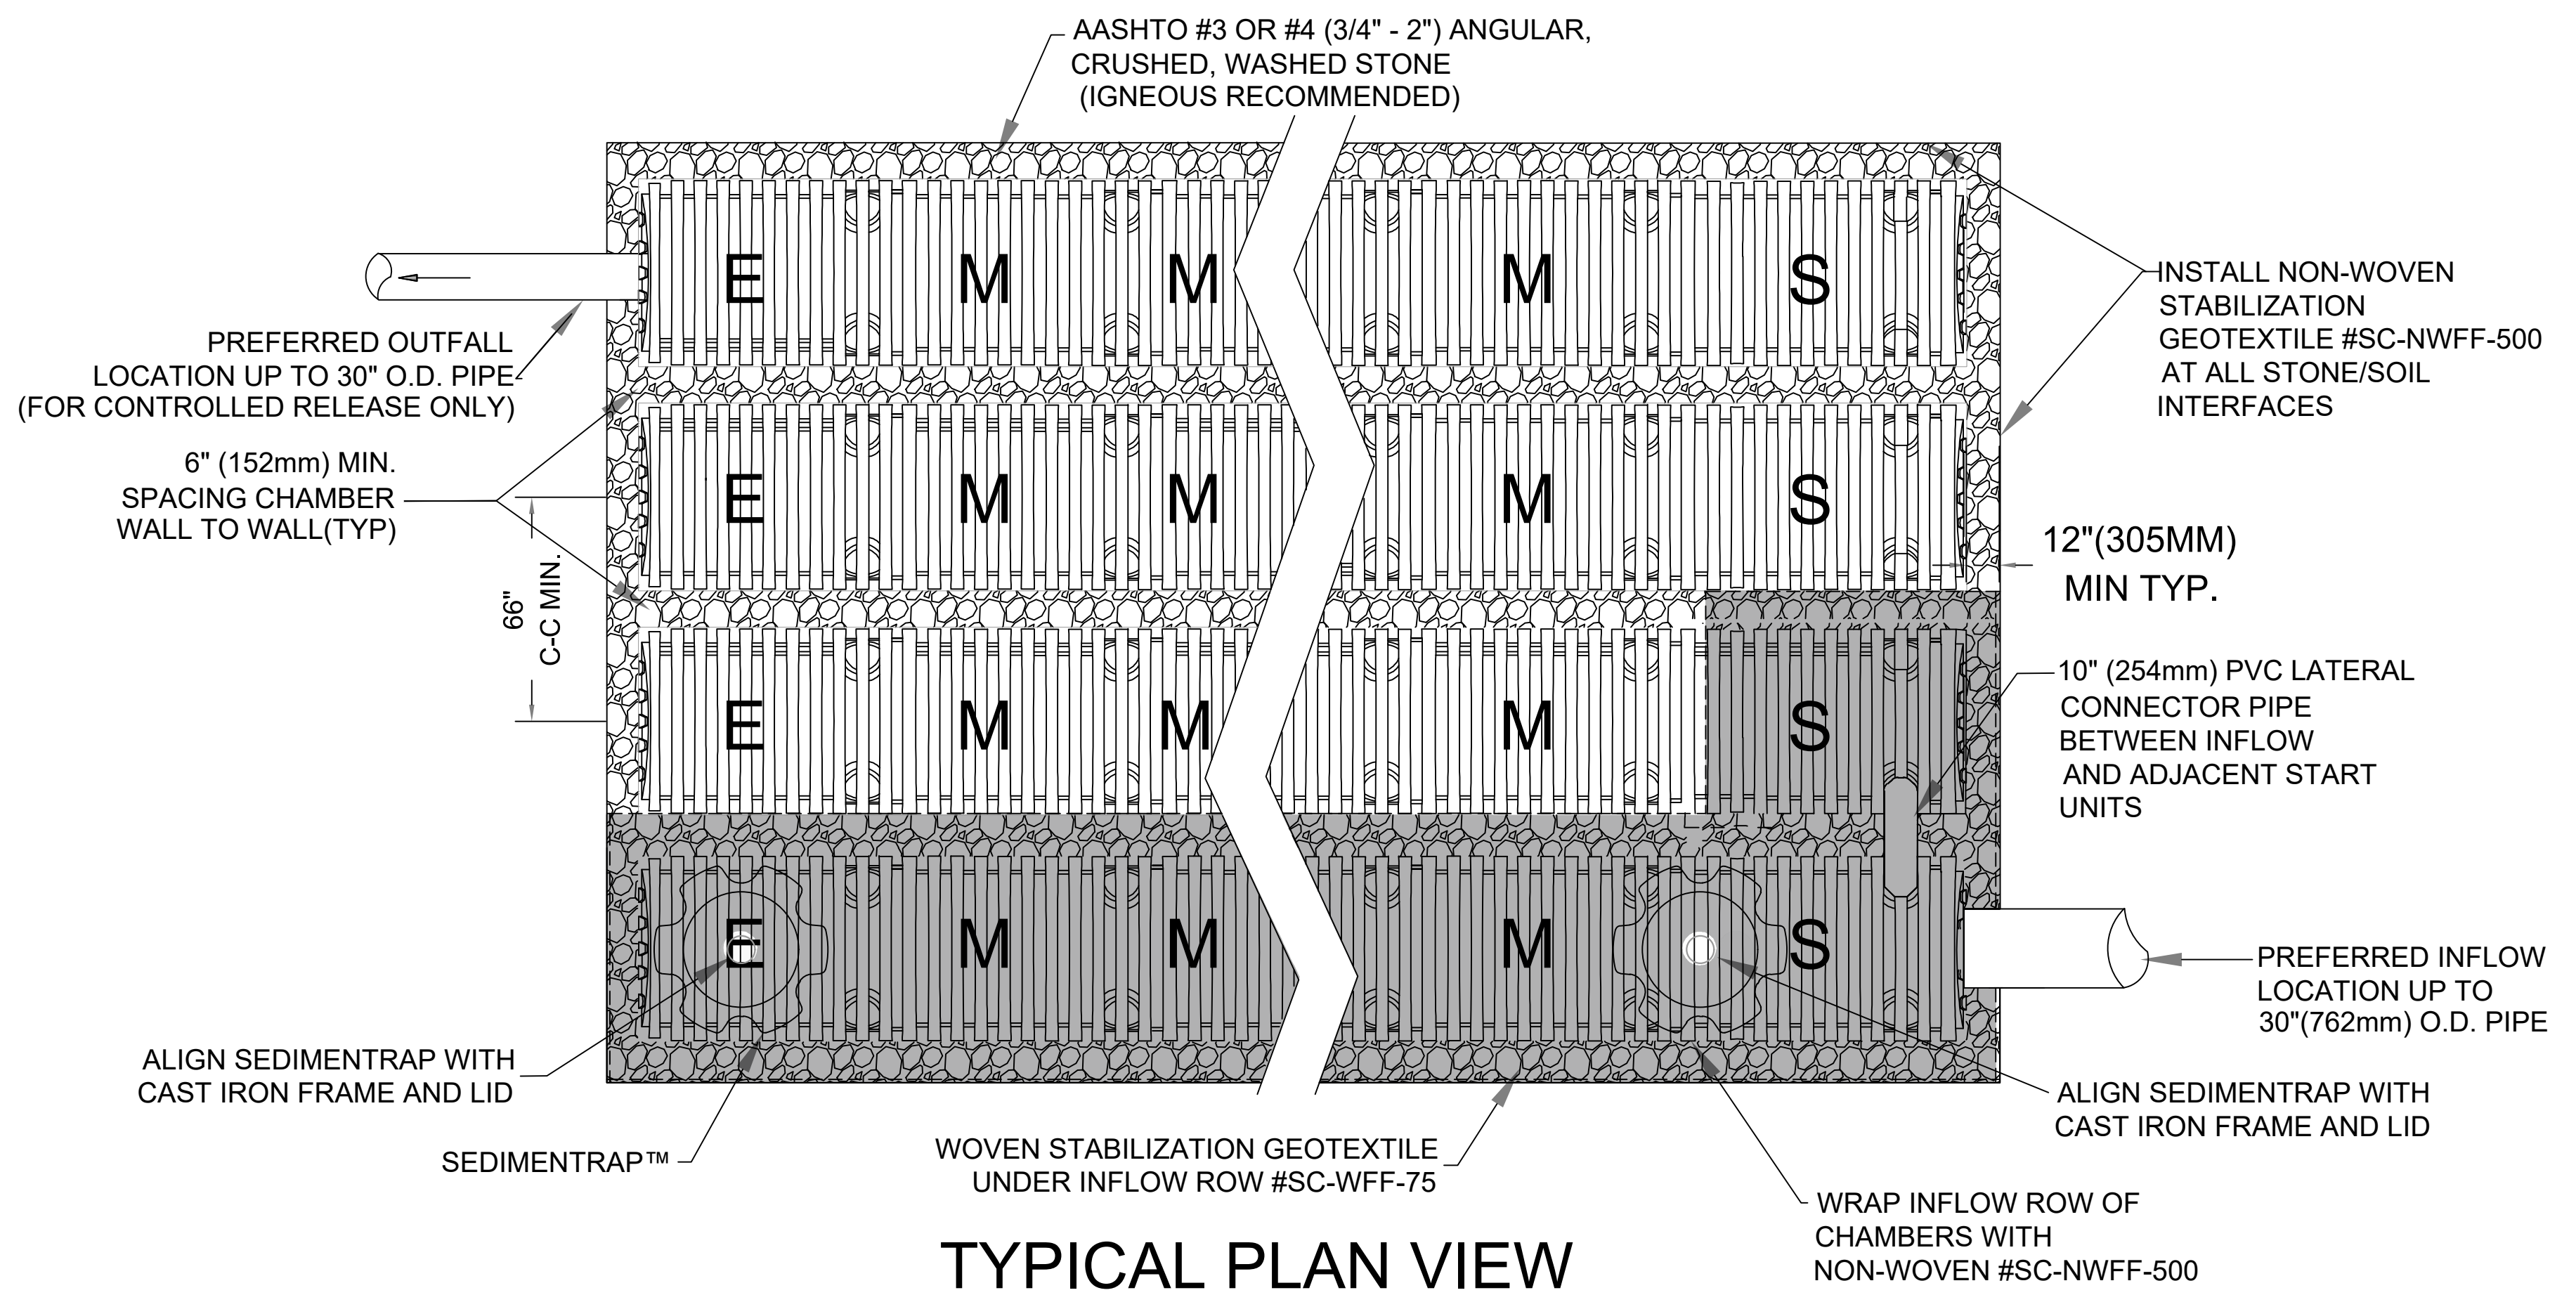 AASHTO #3 OR #4 (3/4" - 2") ANGULAR,
CRUSHED, WASHED STONE
(IGNEOUS RECOMMENDED)
E M M M S
PREFERRED OUTFALL
LOCATION UP TO 30" O.D. PIPE
(FOR CONTROLLED RELEASE ONLY)
INSTALL NON-WOVEN
STABILIZATION
GEOTEXTILE #SC-NWFF-500
AT ALL STONE/SOIL
INTERFACES
6" (152mm) MIN.
SPACING CHAMBER
WALL TO WALL(TYP)
E M M M S
66"
C-C MIN.
12"(305MM)
MIN TYP.
E M M M S
10" (254mm) PVC LATERAL
CONNECTOR PIPE
BETWEEN INFLOW
AND ADJACENT START
UNITS
E M M M S
PREFERRED INFLOW
LOCATION UP TO
30"(762mm) O.D. PIPE
ALIGN SEDIMENTRAP WITH
CAST IRON FRAME AND LID
SEDIMENTRAP™
WOVEN STABILIZATION GEOTEXTILE
UNDER INFLOW ROW #SC-WFF-75
ALIGN SEDIMENTRAP WITH
CAST IRON FRAME AND LID
WRAP INFLOW ROW OF
CHAMBERS WITH
NON-WOVEN #SC-NWFF-500
TYPICAL PLAN VIEW